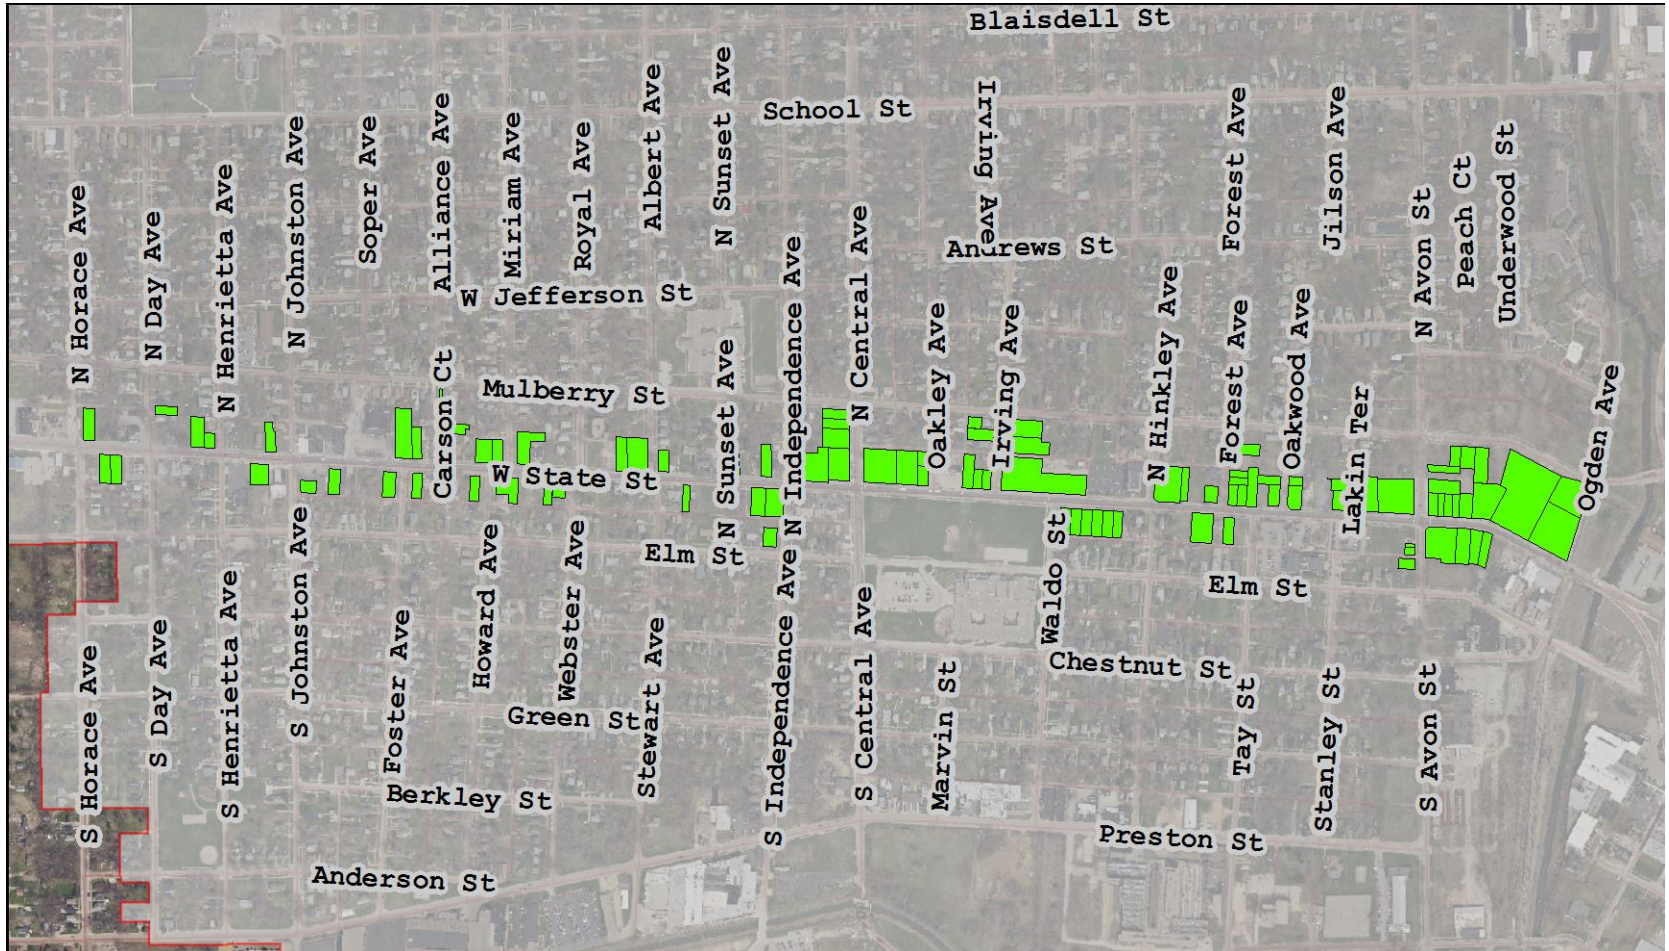 Blaisdell St
School St
N Horace Ave
N Day Ave
N Henrietta Ave
N Johnston Ave
Soper Ave
Alliance Ave
Miriam Ave
Royal Ave
Albert Ave
N Sunset Ave
Irving Ave
Forest Ave
Jilson Ave
N Avon St
Peach Ct
Underwood St
Andrews St
W Jefferson St
N Independence Ave
N Central Ave
Oakley Ave
Irving Ave
N Hinkley Ave
Forest Ave
Oakwood Ave
Lakin Ter
Ogden Ave
Carson Ct
Mulberry St
N Sunset Ave
W State St
Elm St
Elm St
S Horace Ave
S Day Ave
S Henrietta Ave
S Johnston Ave
Foster Ave
Howard Ave
Webster Ave
Stewart Ave
S Independence Ave
S Central Ave
Marvin St
Waldo St
Chestnut St
Tay St
Stanley St
S Avon St
Green St
Berkley St
Preston St
Anderson St